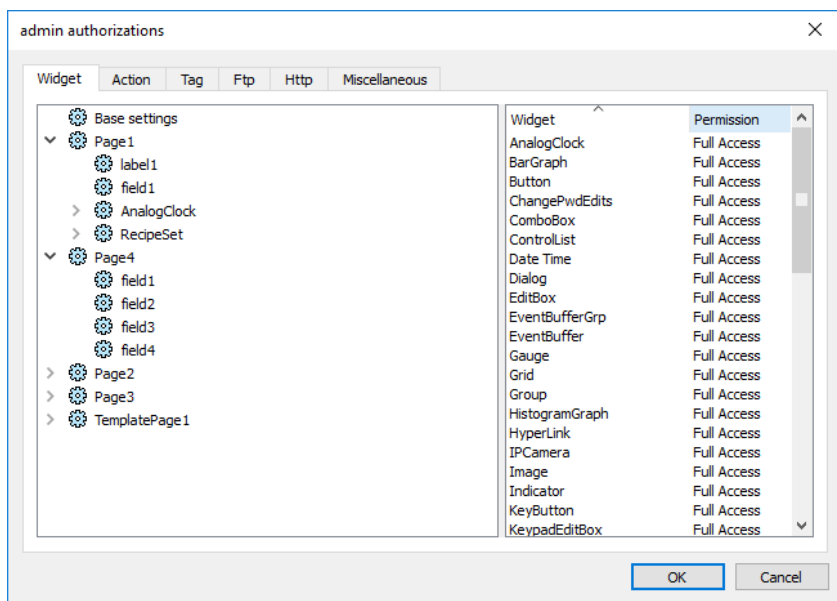 admin authorizations
Widget Action Tag Ftp Http Miscellaneous
Base settings
Page1
label1
field1
AnalogClock
RecipeSet
Page4
field1
field2
field3
field4
Page2
Page3
TemplatePage1
Widget Permission
AnalogClock Full Access
BarGraph Full Access
Button Full Access
ChangePwdEdits Full Access
ComboBox Full Access
ControlList Full Access
Date Time Full Access
Dialog Full Access
EditBox Full Access
EventBufferGrp Full Access
EventBuffer Full Access
Gauge Full Access
Grid Full Access
Group Full Access
HistogramGraph Full Access
HyperLink Full Access
IPCamera Full Access
Image Full Access
Indicator Full Access
KeyButton Full Access
KeypadEditBox Full Access
OK Cancel